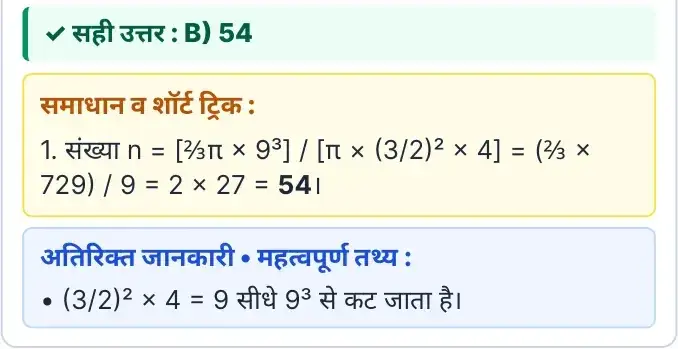 ✓ सही उत्तर : B) 54
समाधान व शॉर्ट ट्रिक :
1. संख्या n = [⅔π × 9³] / [π × (3/2)² × 4] = (⅔ ×
729) / 9 = 2 × 27 = 54।
अतिरिक्त जानकारी • महत्वपूर्ण तथ्य :
• (3/2)² × 4 = 9 सीधे 9³ से कट जाता है।